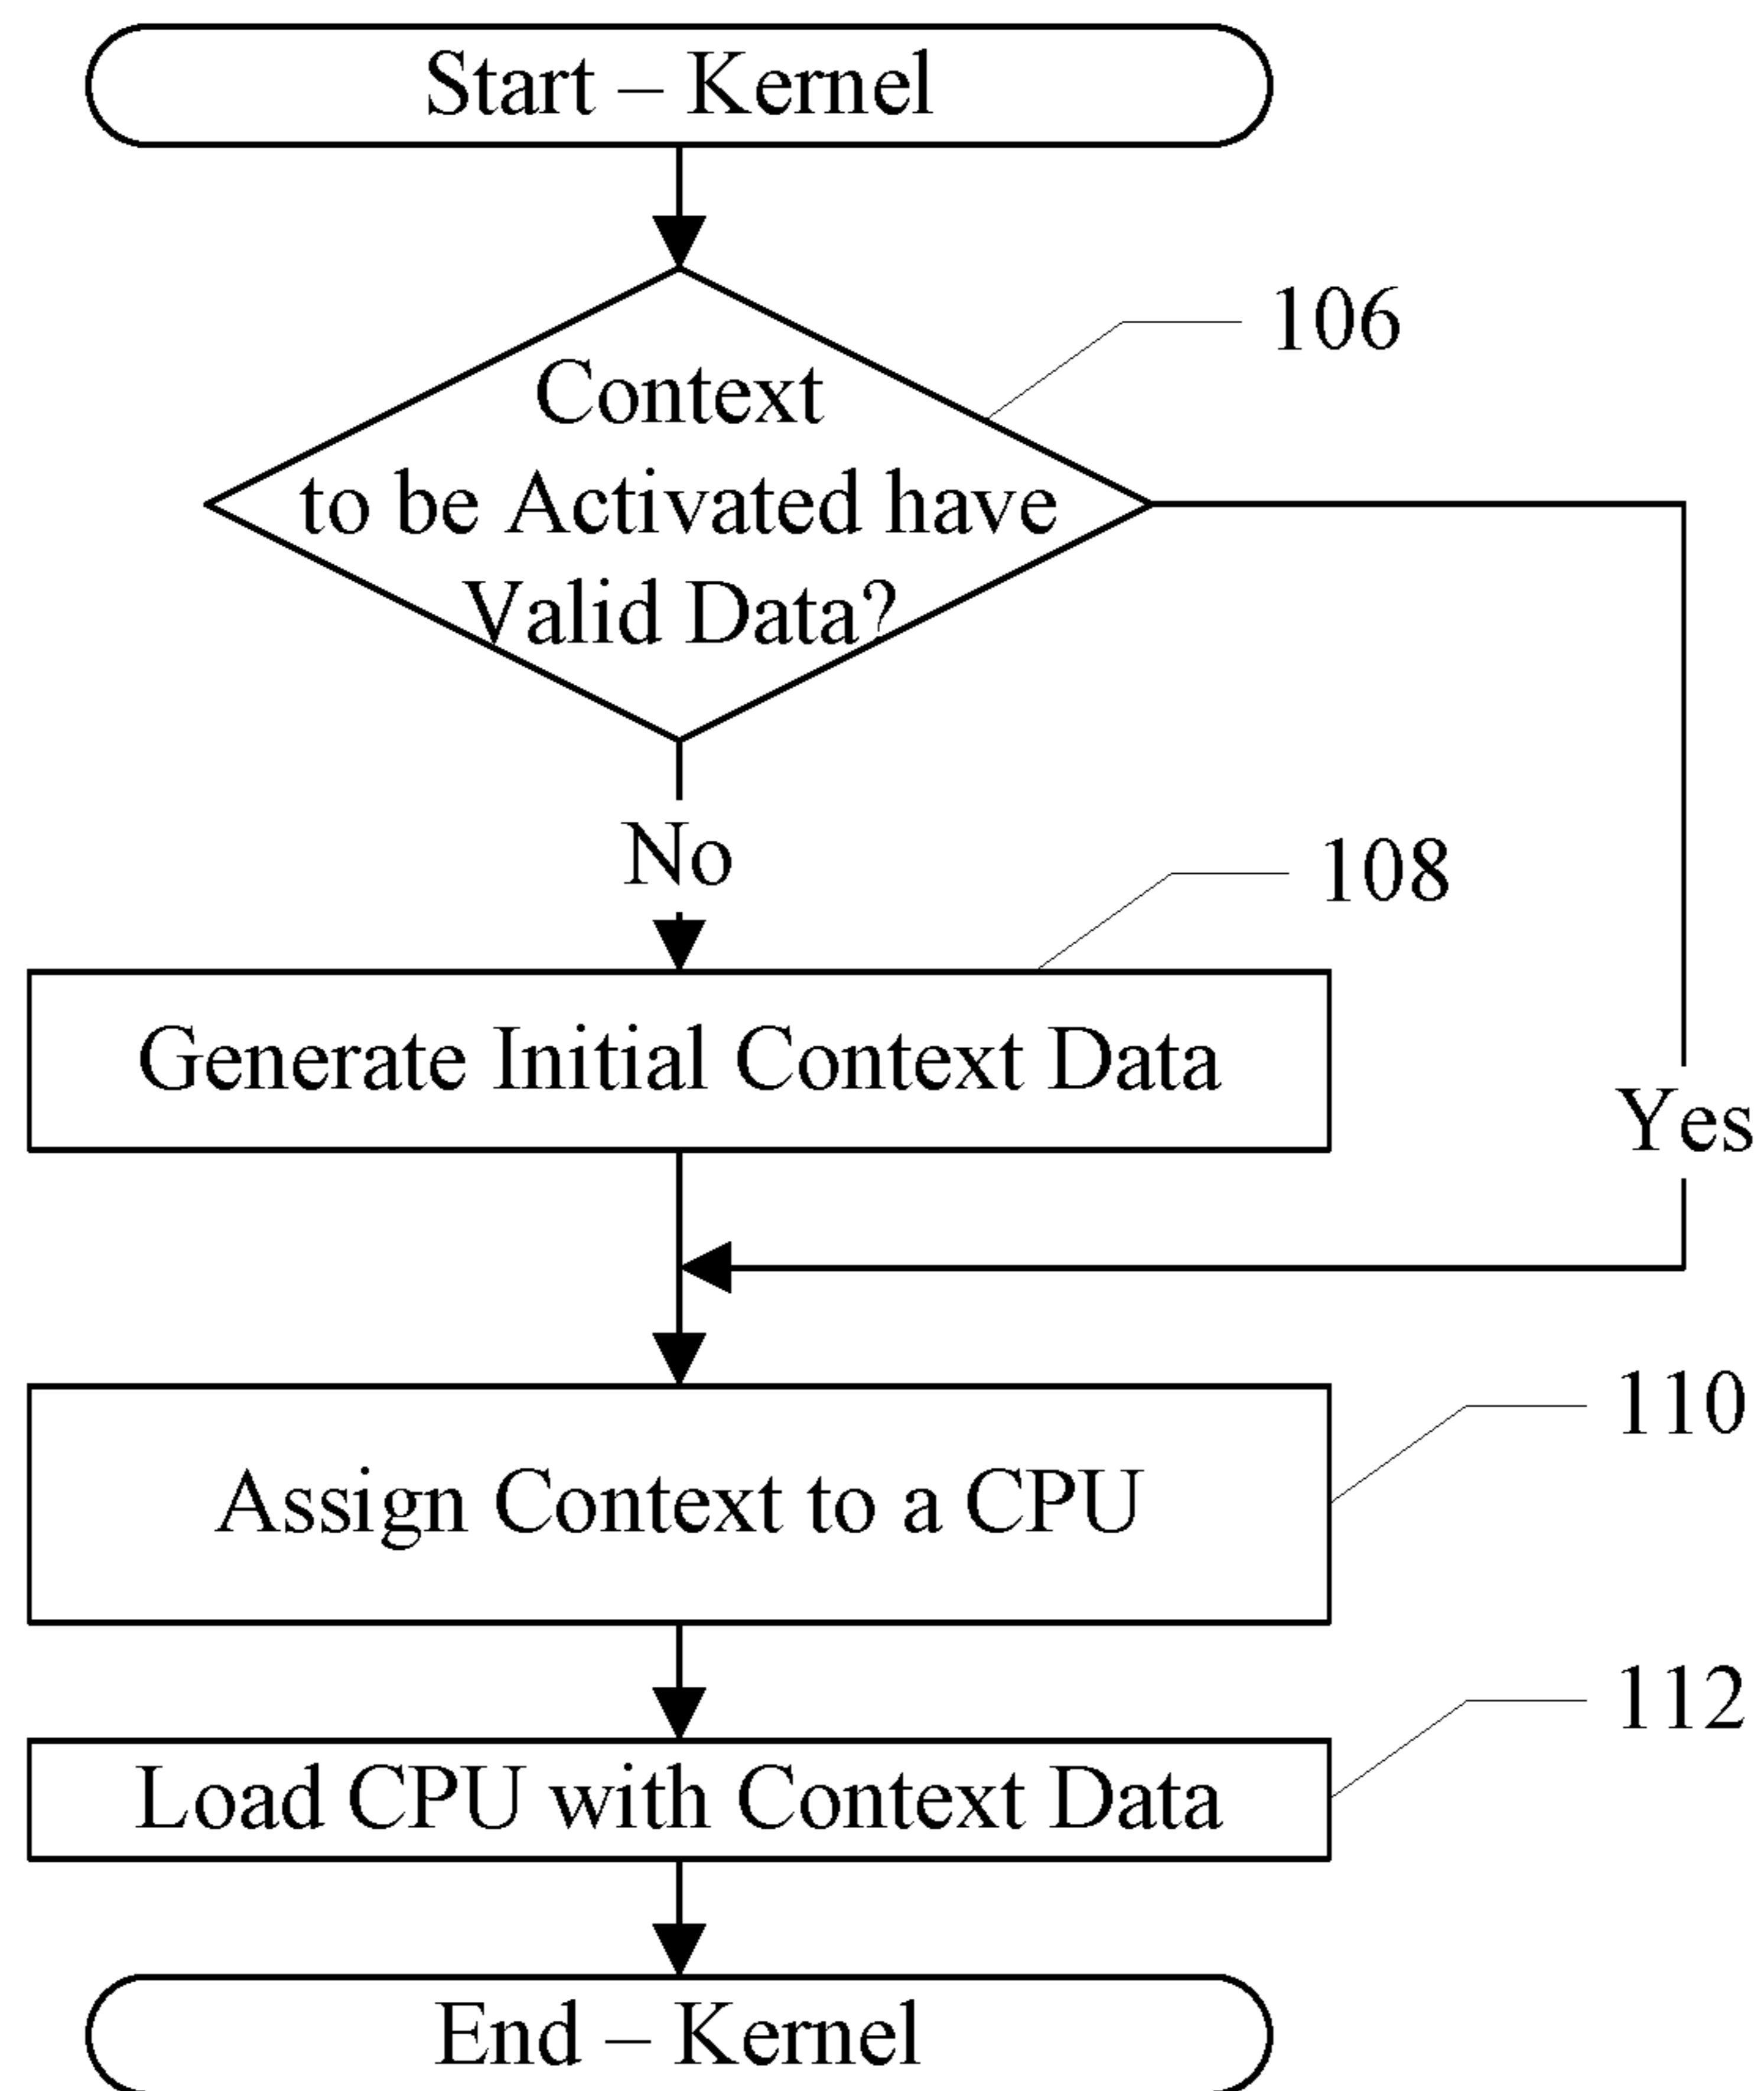 Start – Kernel
106
Context
to be Activated have
Valid Data?
No
108
Generate Initial Context Data
Yes
110
Assign Context to a CPU
112
Load CPU with Context Data
End – Kernel